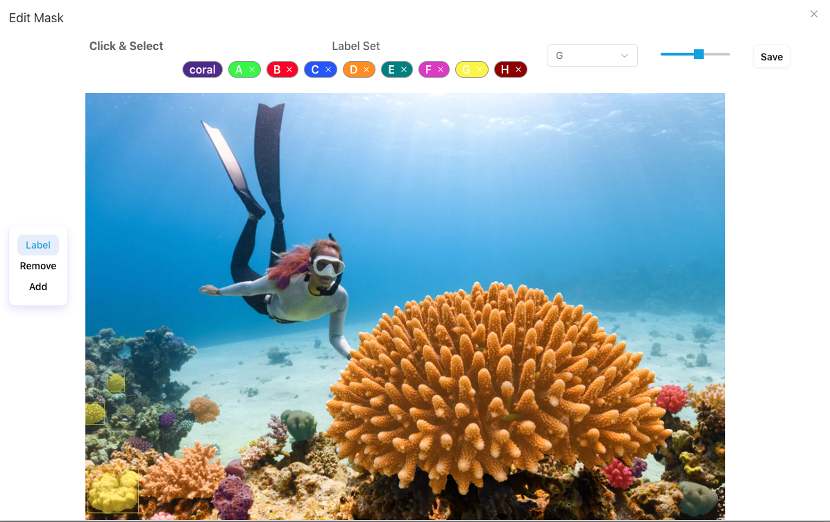 Edit Mask
Click & Select
Label Set
G
Save
coral A × B × C × D × E × F × G × H ×
Label
Remove
Add